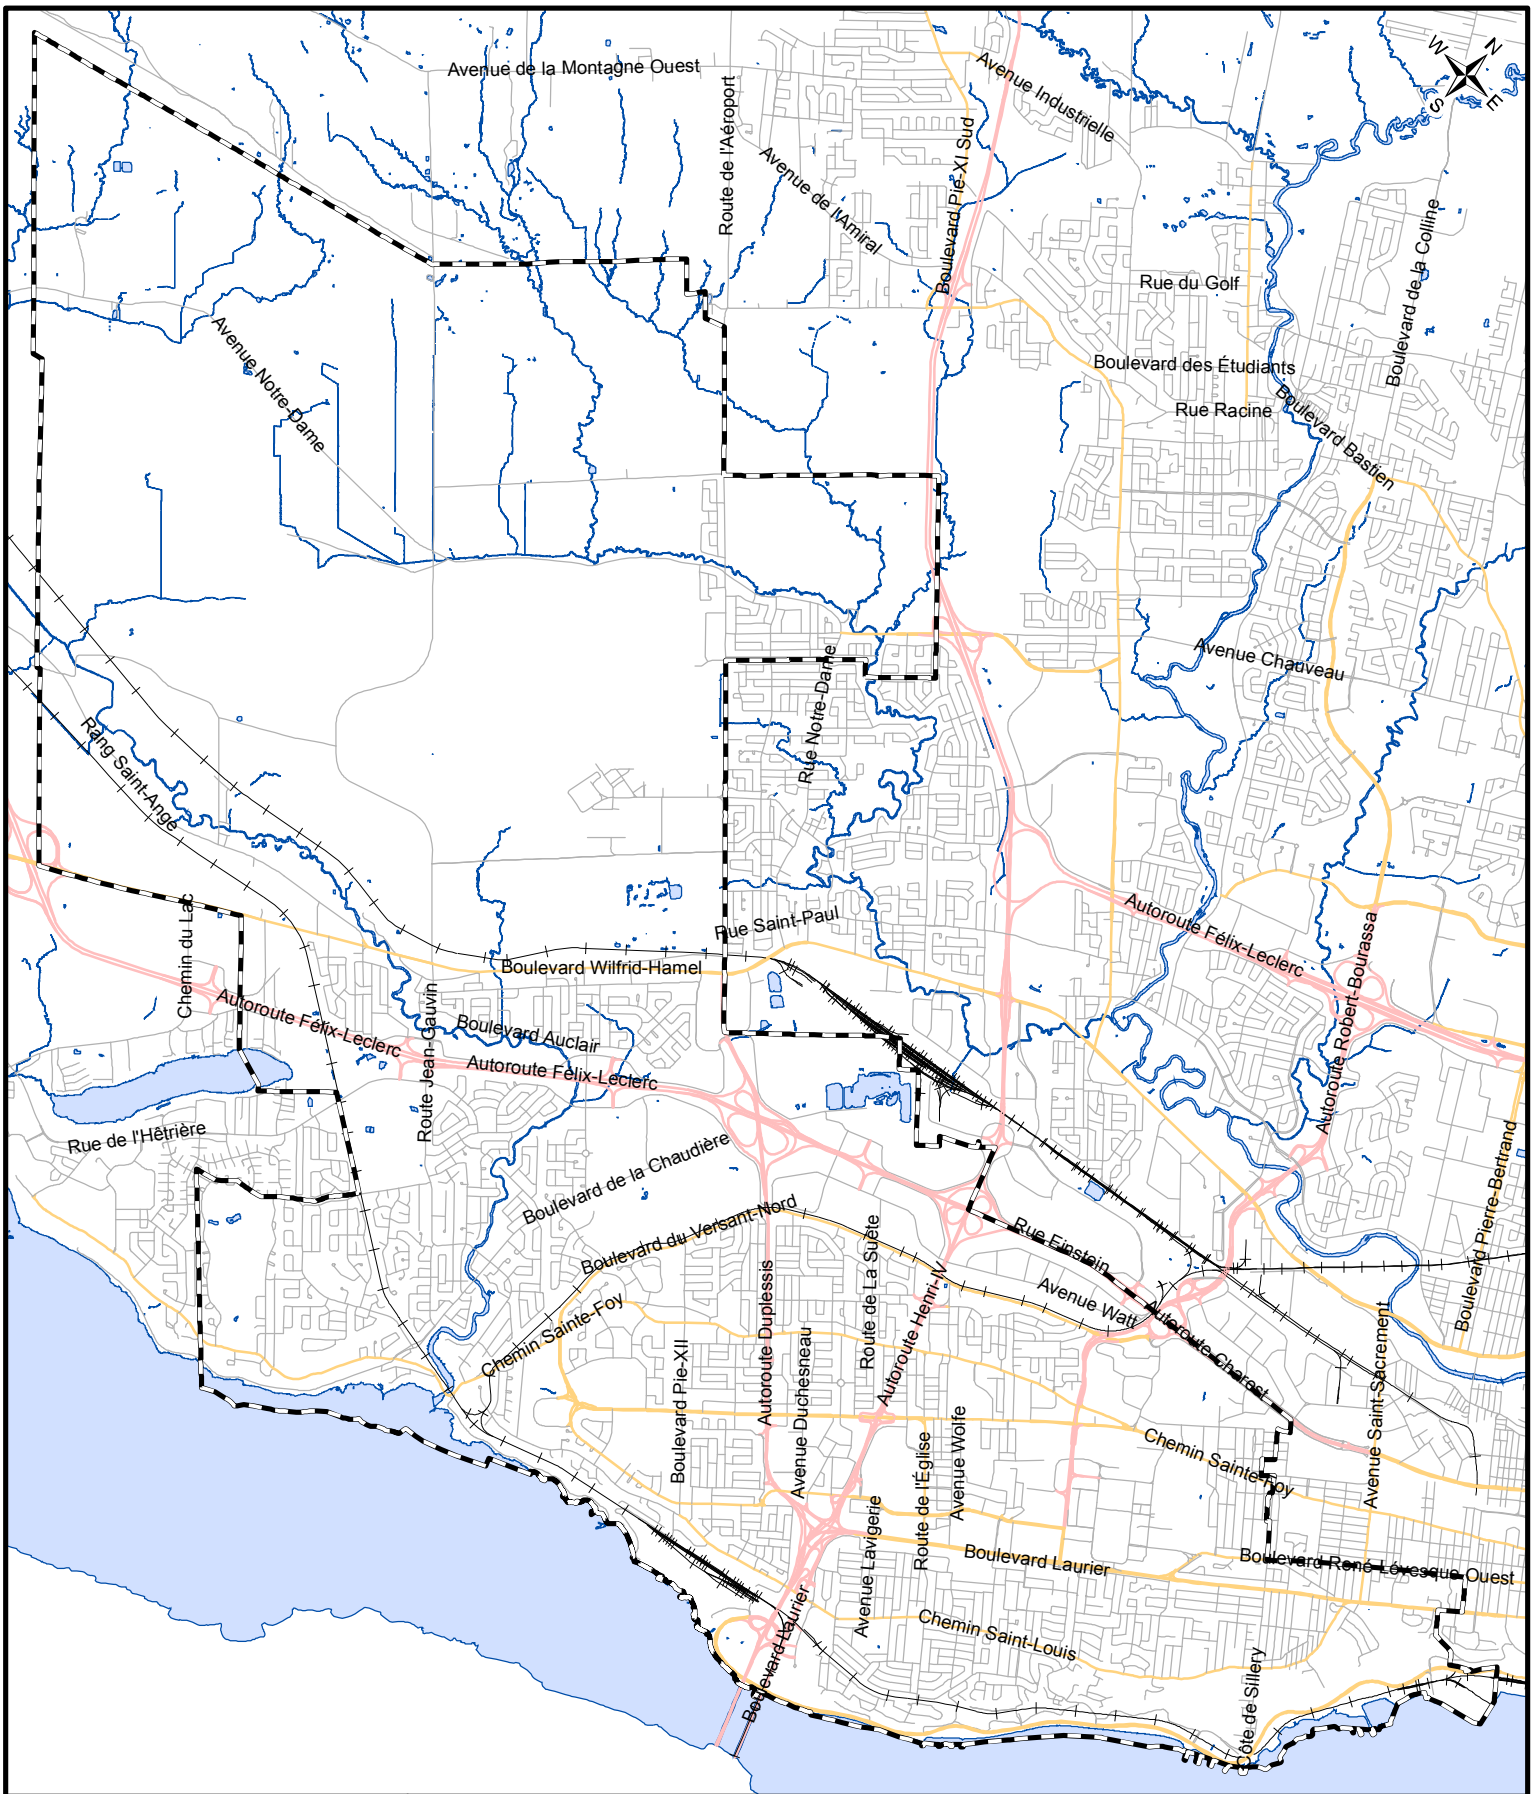 N
W
E
S
Avenue de la Montagne Ouest
Avenue Industrielle
Route de l'Aéroport
Boulevard Pie-XI Sud
Avenue de l'Amiral
Boulevard de la Colline
Rue du Golf
Avenue Notre-Dame
Boulevard des Étudiants
Rue Racine
Boulevard Bastien
Avenue Chauveau
Rue Notre-Dame
Rang Saint-Ange
Chemin du Lac
Rue Saint-Paul
Autoroute Félix-Leclerc
Autoroute Robert-Bourassa
Boulevard Wilfrid-Hamel
Autoroute Félix-Leclerc
Route Jean-Gauvin
Boulevard Auclair
Autoroute Félix-Leclerc
Rue de l'Hêtrière
Boulevard de la Chaudière
Boulevard Pierre-Bertrand
Boulevard du Versant-Nord
Route de La Suète
Rue Einstein
Avenue Watt
Autoroute Duplessis
Autoroute Henri-IV
Chemin Sainte-Foy
Autoroute Charest
Boulevard Pie-XII
Avenue Duchesneau
Avenue Saint-Sacrement
Route de l'Église
Avenue Wolfe
Chemin Sainte-Foy
Avenue Lavigerie
Boulevard Laurier
Boulevard René-Lévesque Ouest
Boulevard Laurier
Chemin Saint-Louis
Côte de Sillery